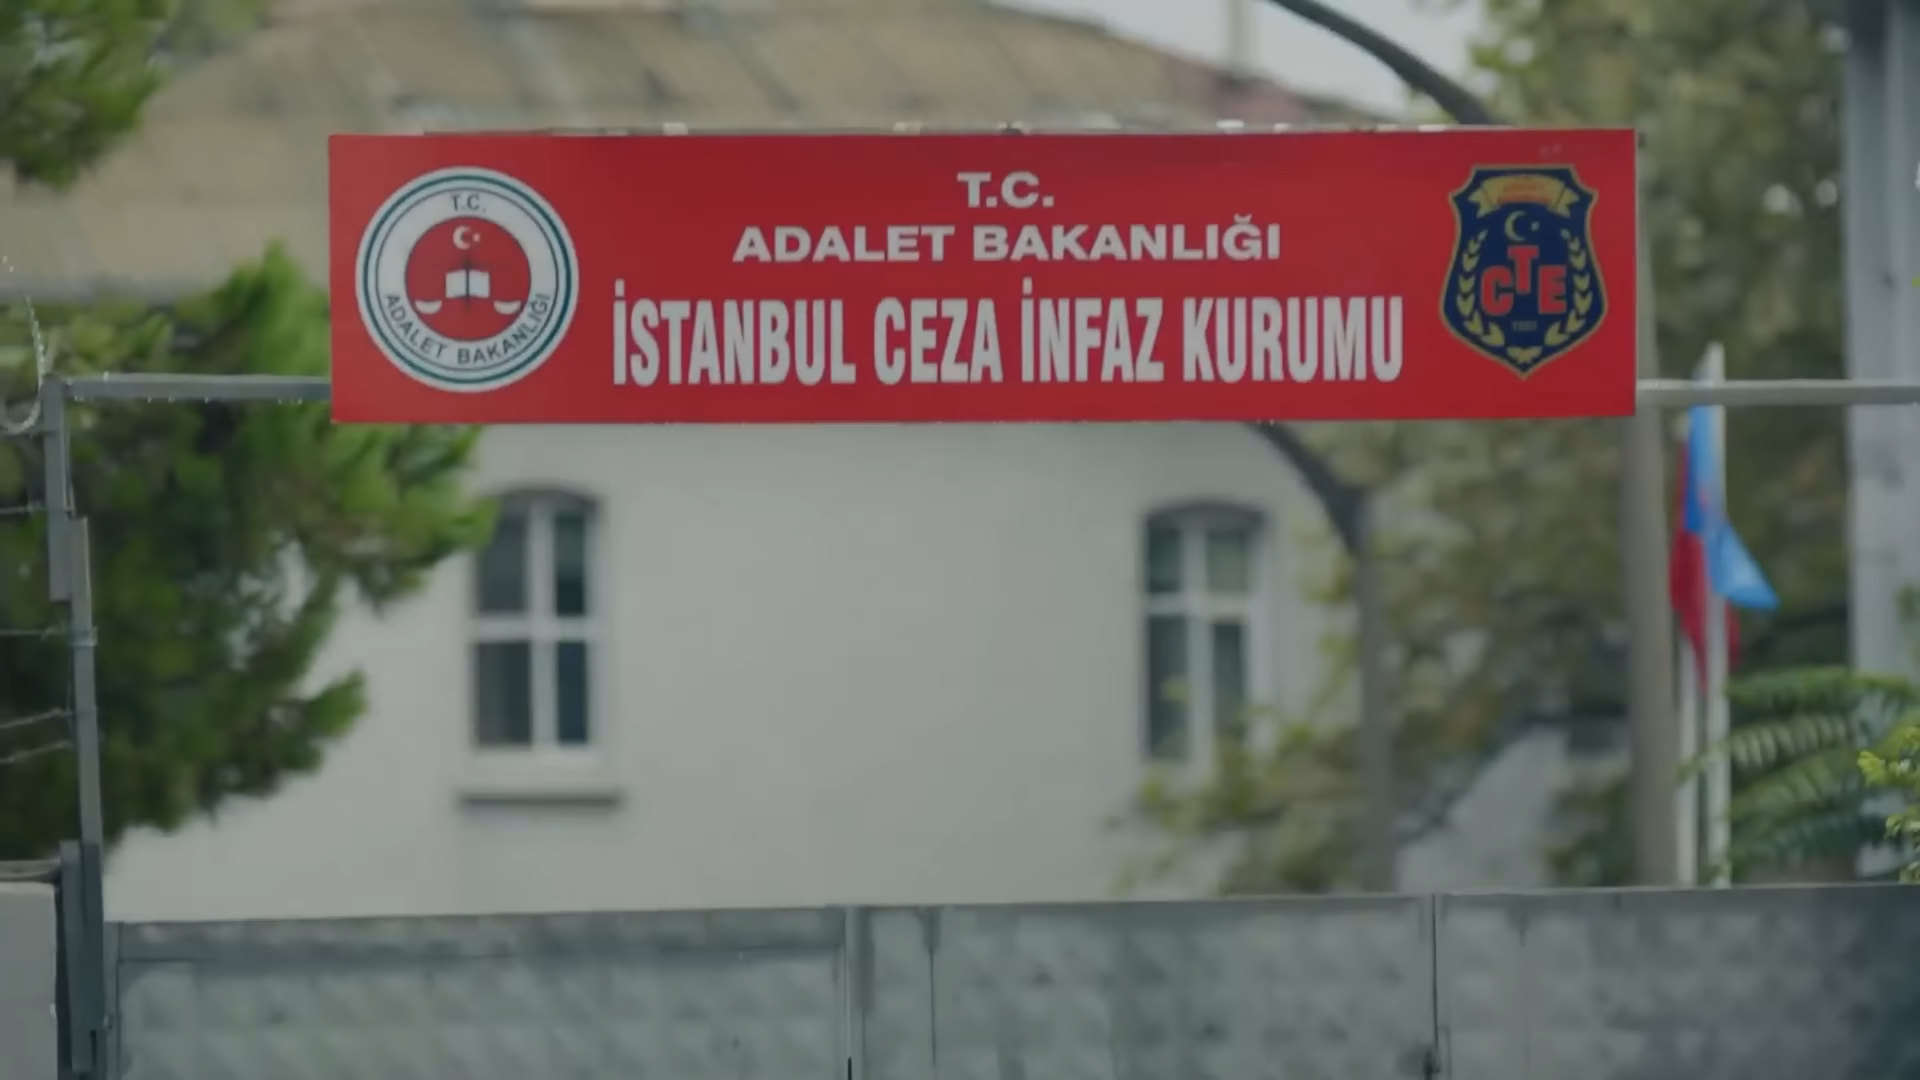 T.C.
ADALET BAKANLIĞI
İSTANBUL CEZA İNFAZ KURUMU
T.C.
ADALET BAKANLIĞI
CTE